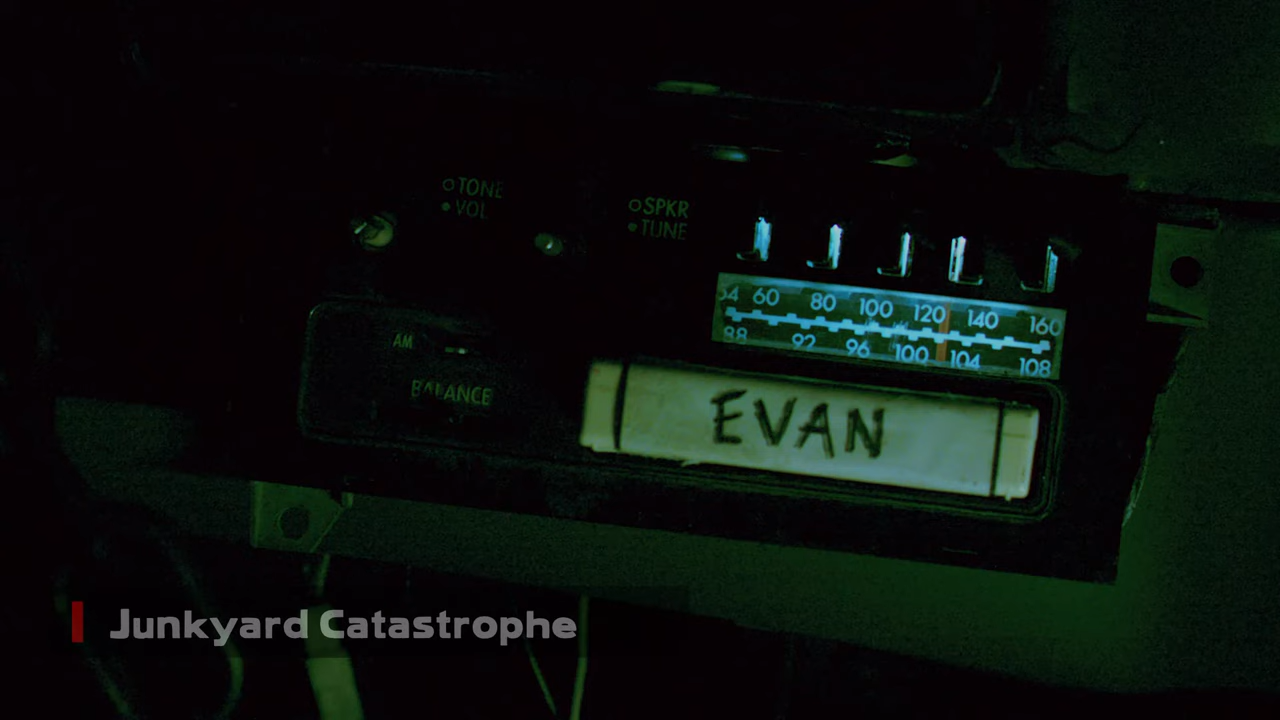 TONE
VOL
SPKR
TUNE
54 60 80 100 120 140 160
88 92 96 100 104 108
AM
BALANCE
EVAN
Junkyard Catastrophe